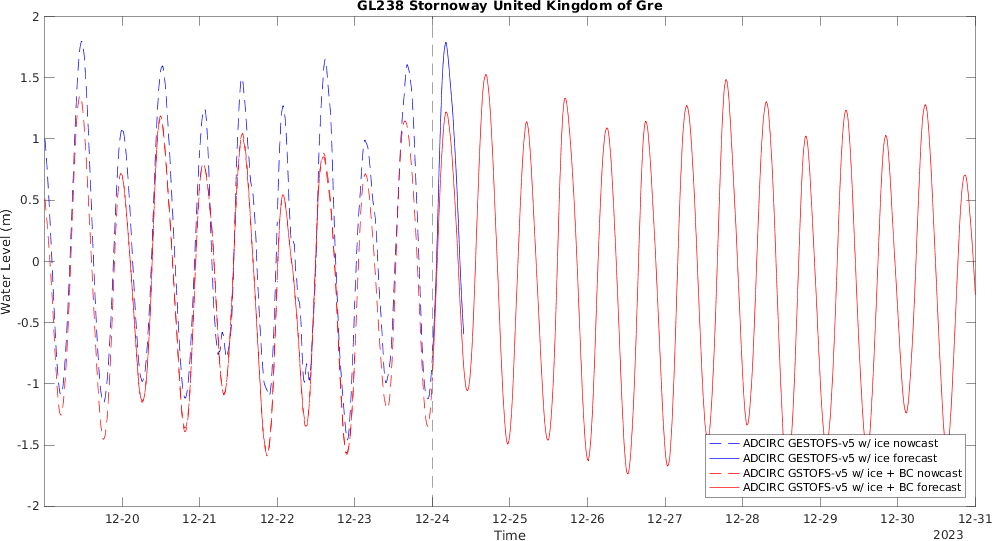 GL238 Stornoway United Kingdom of Gre
2
1.5
1
0.5
0
-0.5
-1
-1.5
-2
Water Level (m)
ADCIRC GESTOFS-v5 w/ ice nowcast
ADCIRC GESTOFS-v5 w/ ice forecast
ADCIRC GSTOFS-v5 w/ ice + BC nowcast
ADCIRC GSTOFS-v5 w/ ice + BC forecast
12-20 12-21 12-22 12-23 12-24 12-25 12-26 12-27 12-28 12-29 12-30 12-31
Time
2023